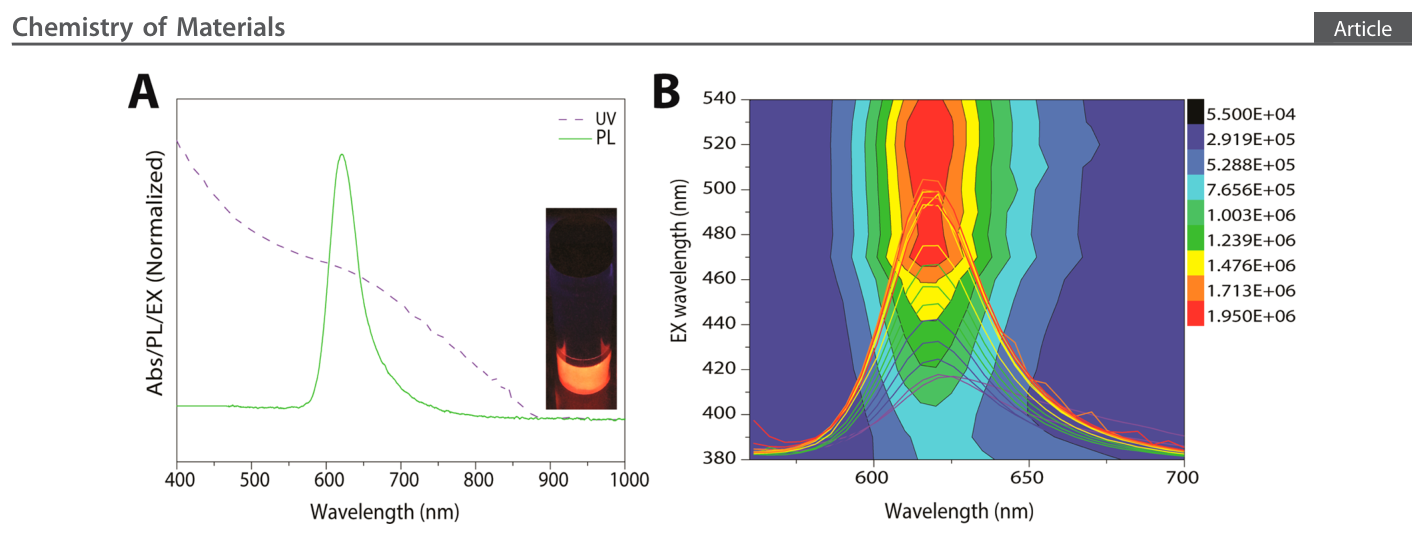 Chemistry of Materials
Article
A
UV
PL
Abs/PL/EX (Normalized)
400 500 600 700 800 900 1000
Wavelength (nm)
B
EX wavelength (nm)
540
520
500
480
460
440
420
400
380
600 650 700
Wavelength (nm)
5.500E+04
2.919E+05
5.288E+05
7.656E+05
1.003E+06
1.239E+06
1.476E+06
1.713E+06
1.950E+06